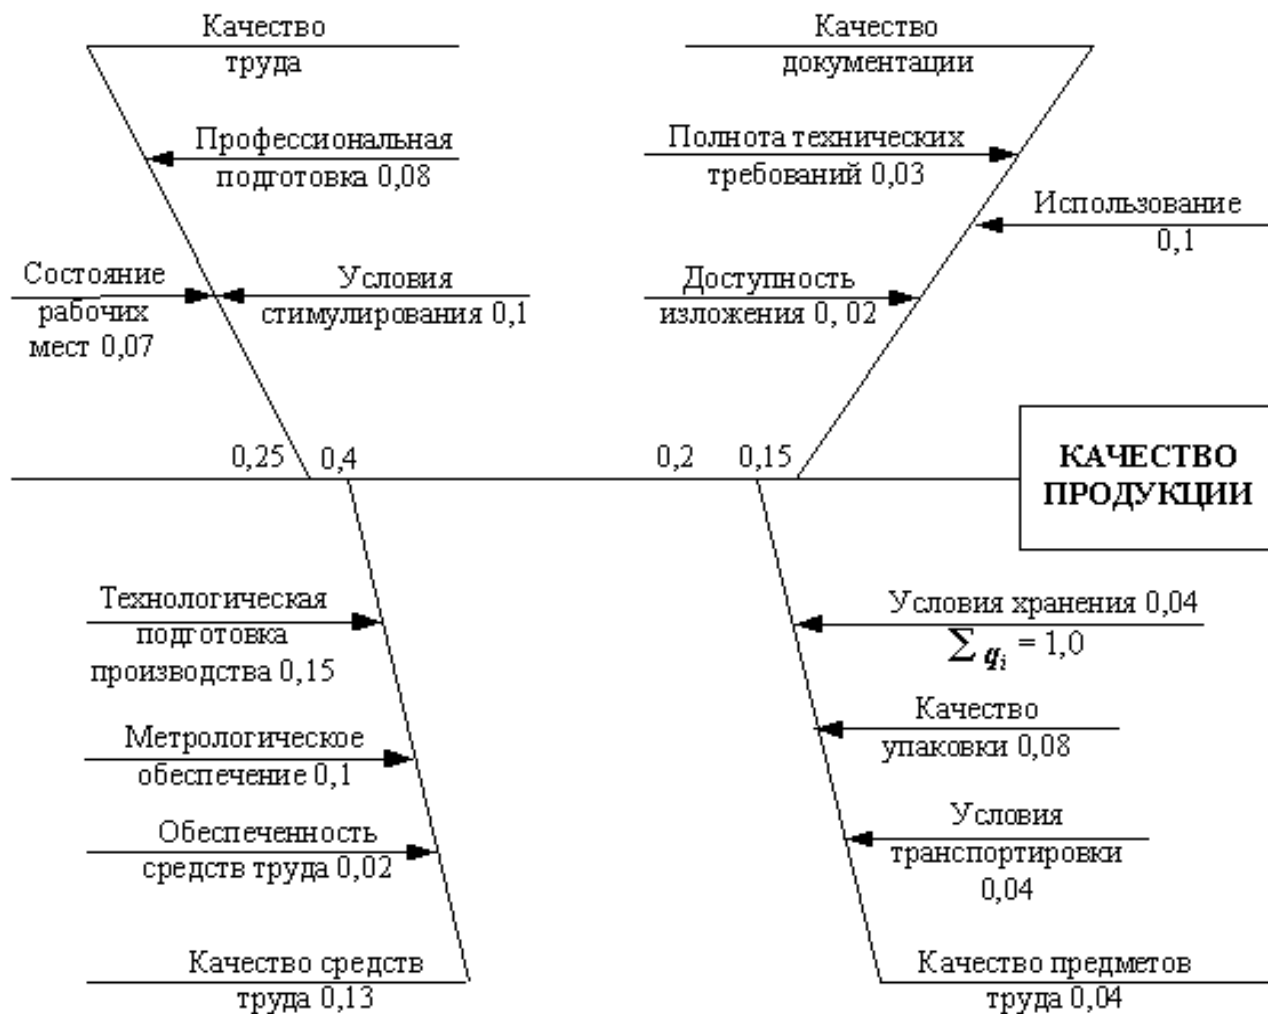 Качество
труда
Профессиональная
подготовка 0,08
Состояние
рабочих
мест 0,07
Условия
стимулирования 0,1
Качество
документации
Полнота технических
требований 0,03
Использование
0,1
Доступность
изложения 0, 02
0,25
0,4
0,2
0,15
КАЧЕСТВО
ПРОДУКЦИИ
Технологическая
подготовка
производства 0,15
Метрологическое
обеспечение 0,1
Обеспеченность
средств труда 0,02
Качество средств
труда 0,13
Условия хранения 0,04
∑ qᵢ = 1,0
Качество
упаковки 0,08
Условия
транспортировки
0,04
Качество предметов
труда 0,04